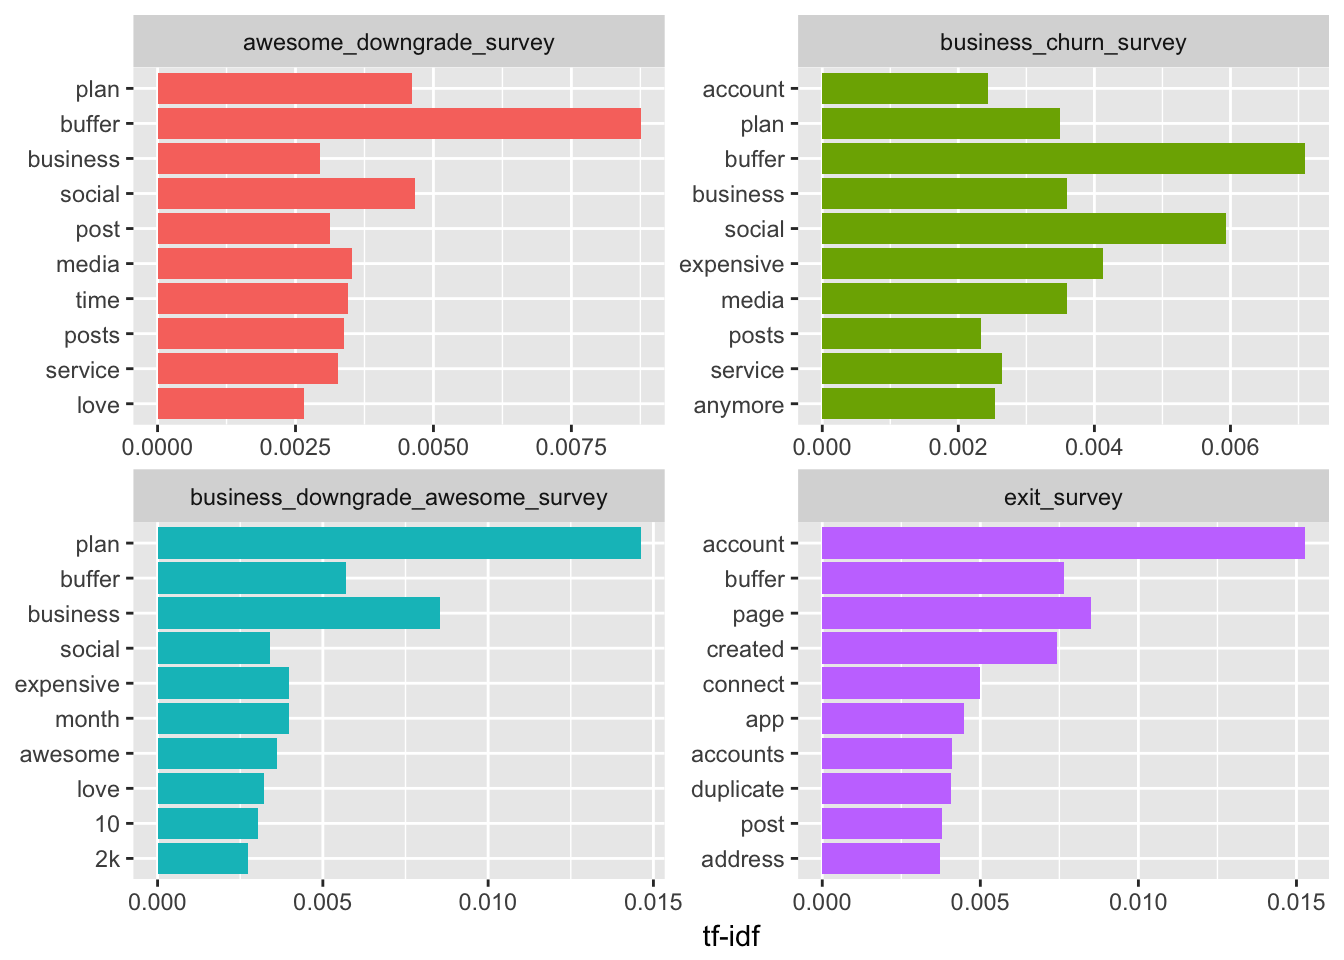 awesome_downgrade_survey
plan
buffer
business
social
post
media
time
posts
service
love
0.0000 0.0025 0.0050 0.0075
business_churn_survey
account
plan
buffer
business
social
expensive
media
posts
service
anymore
0.000 0.002 0.004 0.006
business_downgrade_awesome_survey
plan
buffer
business
social
expensive
month
awesome
love
10
2k
0.000 0.005 0.010 0.015
exit_survey
account
buffer
page
created
connect
app
accounts
duplicate
post
address
0.000 0.005 0.010 0.015
tf-idf